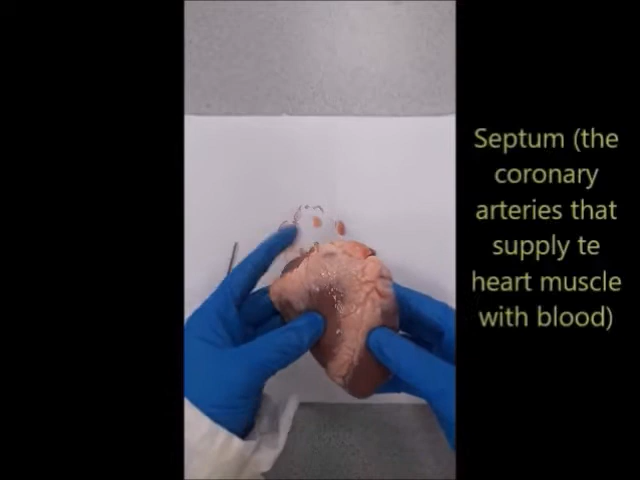 Septum (the
coronary
arteries that
supply te
heart muscle
with blood)